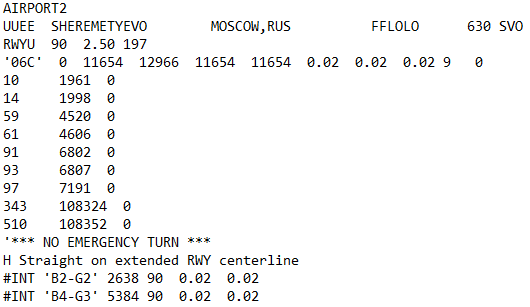 AIRPORT2
UUEE SHEREMETYEVO MOSCOW,RUS FFLOLO 630 SVO
RWYU 90 2.50 197
'06C' 0 11654 12966 11654 11654 0.02 0.02 0.02 9 0
10 1961 0
14 1998 0
59 4520 0
61 4606 0
91 6802 0
93 6807 0
97 7191 0
343 108324 0
510 108352 0
'*** NO EMERGENCY TURN ***
H Straight on extended RWY centerline
#INT 'B2-G2' 2638 90 0.02 0.02
#INT 'B4-G3' 5384 90 0.02 0.02